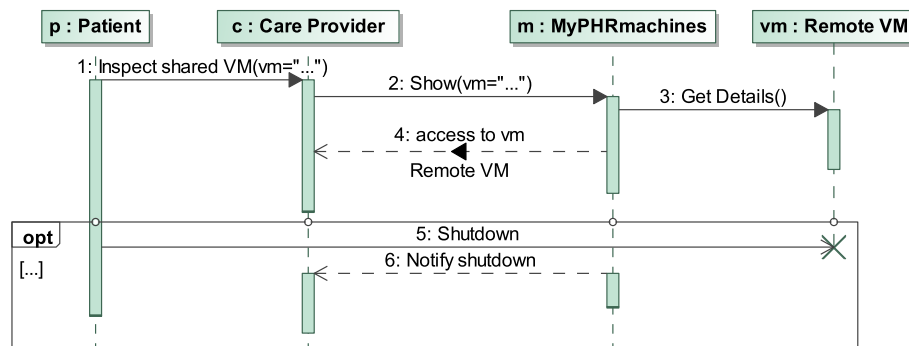 p : Patient
c : Care Provider
m : MyPHRmachines
vm : Remote VM
1: Inspect shared VM(vm="...")
2: Show(vm="...")
3: Get Details()
4: access to vm
Remote VM
opt
5: Shutdown
[...]
6: Notify shutdown